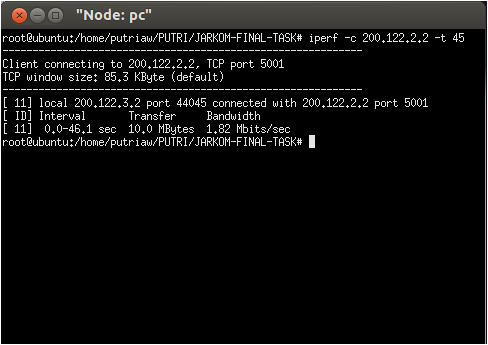 "Node: pc"
root@ubuntu:/home/putriaw/PUTRI/JARKOM-FINAL-TASK# iperf -c 200.122.2.2 -t 45
------------------------------------------------------------
Client connecting to 200.122.2.2, TCP port 5001
TCP window size: 85.3 KByte (default)
------------------------------------------------------------
[ 11] local 200.122.3.2 port 44045 connected with 200.122.2.2 port 5001
[ ID] Interval       Transfer     Bandwidth
[ 11]  0.0-46.1 sec  10.0 MBytes  1.82 Mbits/sec
root@ubuntu:/home/putriaw/PUTRI/JARKOM-FINAL-TASK#